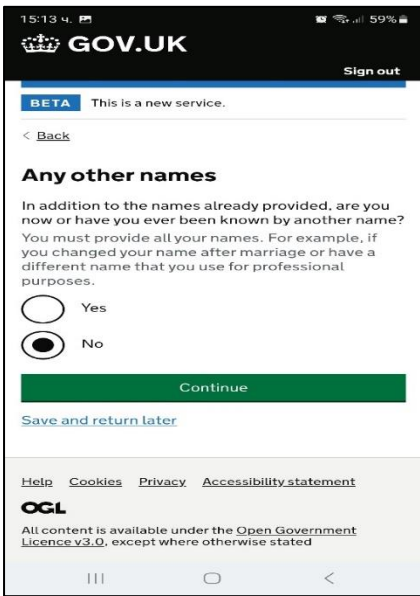 15:13 ч. 59%
GOV.UK
Sign out
BETA This is a new service.
< Back
Any other names
In addition to the names already provided, are you
now or have you ever been known by another name?
You must provide all your names. For example, if
you changed your name after marriage or have a
different name that you use for professional
purposes.
Yes
No
Continue
Save and return later
Help Cookies Privacy Accessibility statement
OGL
All content is available under the Open Government
Licence v3.0, except where otherwise stated